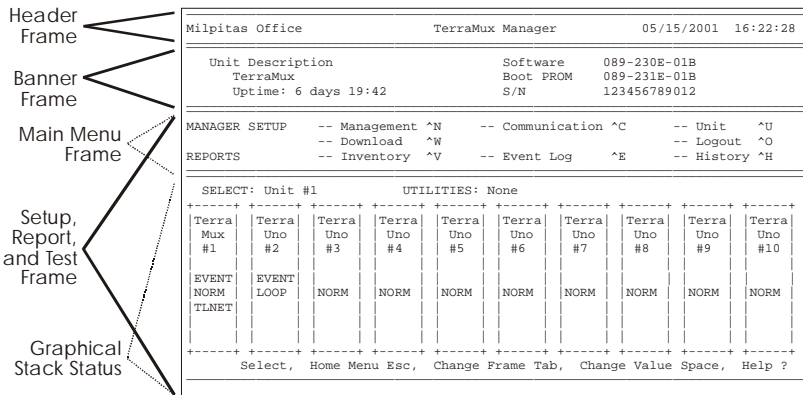 Header
Frame
Banner
Frame
Main Menu
Frame
Setup,
Report,
and Test
Frame
Graphical
Stack Status
Milpitas Office TerraMux Manager 05/15/2001 16:22:28
Unit Description Software 089-230E-01B
TerraMux Boot PROM 089-231E-01B
Uptime: 6 days 19:42 S/N 123456789012
MANAGER SETUP -- Management ^N -- Communication ^C -- Unit ^U
-- Download ^W -- Logout ^O
REPORTS -- Inventory ^V -- Event Log ^E -- History ^H
SELECT: Unit #1 UTILITIES: None
+-----+ +-----+ +-----+ +-----+ +-----+ +-----+ +-----+ +-----+ +-----+ +-----+
|Terra| |Terra| |Terra| |Terra| |Terra| |Terra| |Terra| |Terra| |Terra| |Terra|
| Mux | | Uno | | Uno | | Uno | | Uno | | Uno | | Uno | | Uno | | Uno | | Uno |
| #1 | | #2 | | #3 | | #4 | | #5 | | #6 | | #7 | | #8 | | #9 | | #10 |
|EVENT| |EVENT| | | | | | | | | | | | | | | | |
|NORM | |LOOP | |NORM | |NORM | |NORM | |NORM | |NORM | |NORM | |NORM | |NORM |
|TLNET| | | | | | | | | | | | | | | | | | |
+-----+ +-----+ +-----+ +-----+ +-----+ +-----+ +-----+ +-----+ +-----+ +-----+
Select, Home Menu Esc, Change Frame Tab, Change Value Space, Help ?